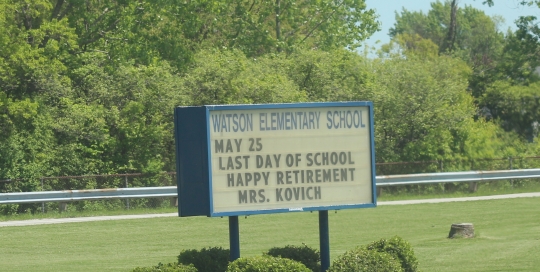 WATSON ELEMENTARY SCHOOL
MAY 25
LAST DAY OF SCHOOL
HAPPY RETIREMENT
MRS. KOVICH